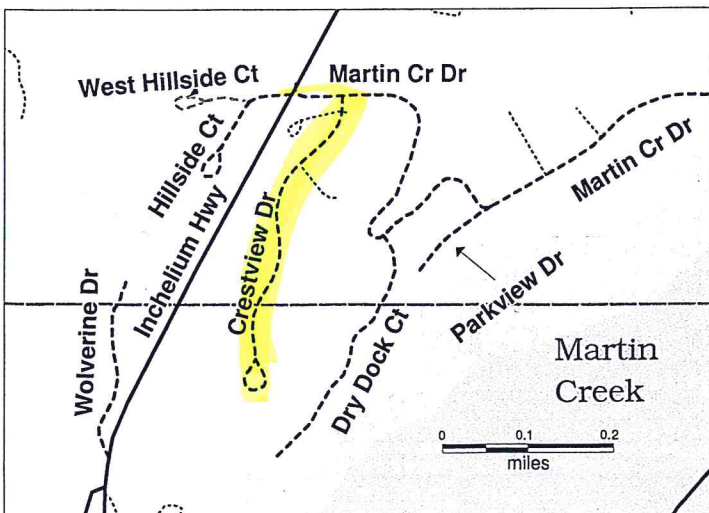 West Hillside Ct
Martin Cr Dr
Hillside Ct
Martin Cr Dr
Inchelium Hwy
Crestview Dr
Parkview Dr
Wolverine Dr
Dry Dock Ct
Martin
Creek
0 0.1 0.2
miles